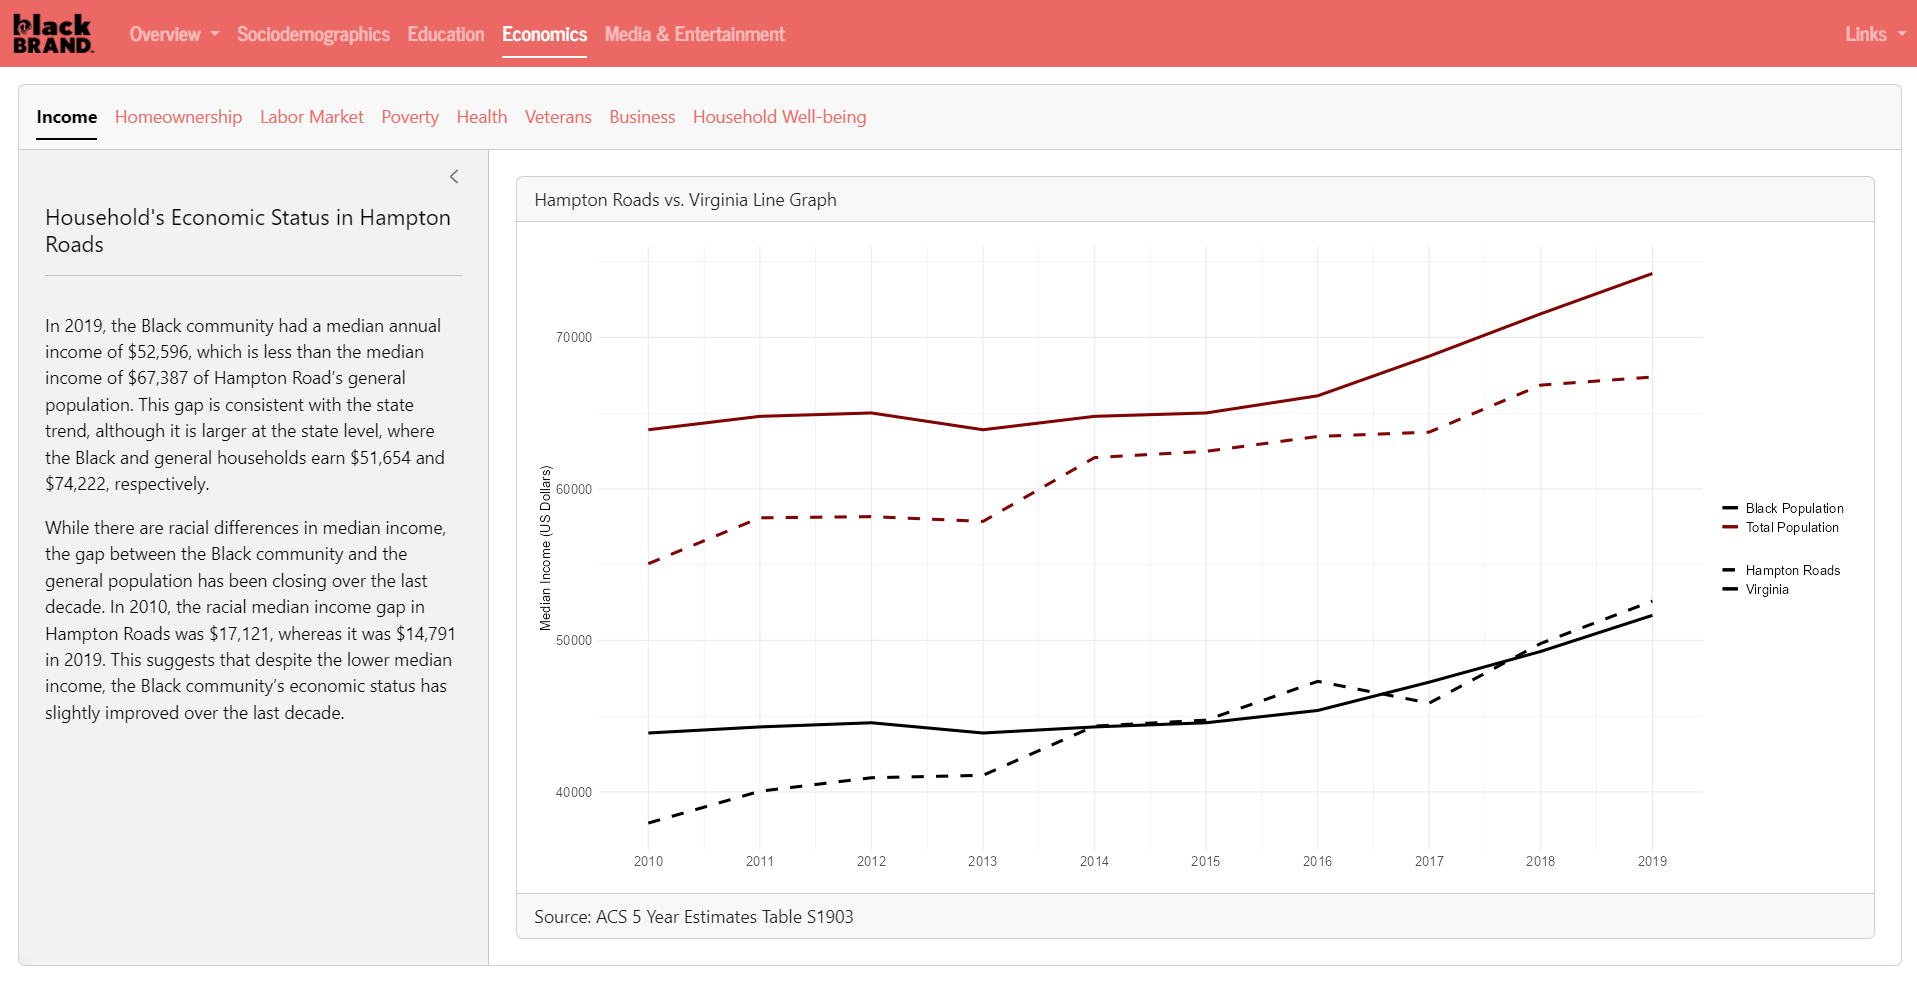 black
BRAND.
Overview
Sociodemographics
Education
Economics
Media & Entertainment
Links
Income
Homeownership
Labor Market
Poverty
Health
Veterans
Business
Household Well-being
Household's Economic Status in Hampton
Roads
In 2019, the Black community had a median annual
income of $52,596, which is less than the median
income of $67,387 of Hampton Road’s general
population. This gap is consistent with the state
trend, although it is larger at the state level, where
the Black and general households earn $51,654 and
$74,222, respectively.
While there are racial differences in median income,
the gap between the Black community and the
general population has been closing over the last
decade. In 2010, the racial median income gap in
Hampton Roads was $17,121, whereas it was $14,791
in 2019. This suggests that despite the lower median
income, the Black community’s economic status has
slightly improved over the last decade.
Hampton Roads vs. Virginia Line Graph
Median Income (US Dollars)
70000
60000
50000
40000
2010
2011
2012
2013
2014
2015
2016
2017
2018
2019
Black Population
Total Population
Hampton Roads
Virginia
Source: ACS 5 Year Estimates Table S1903